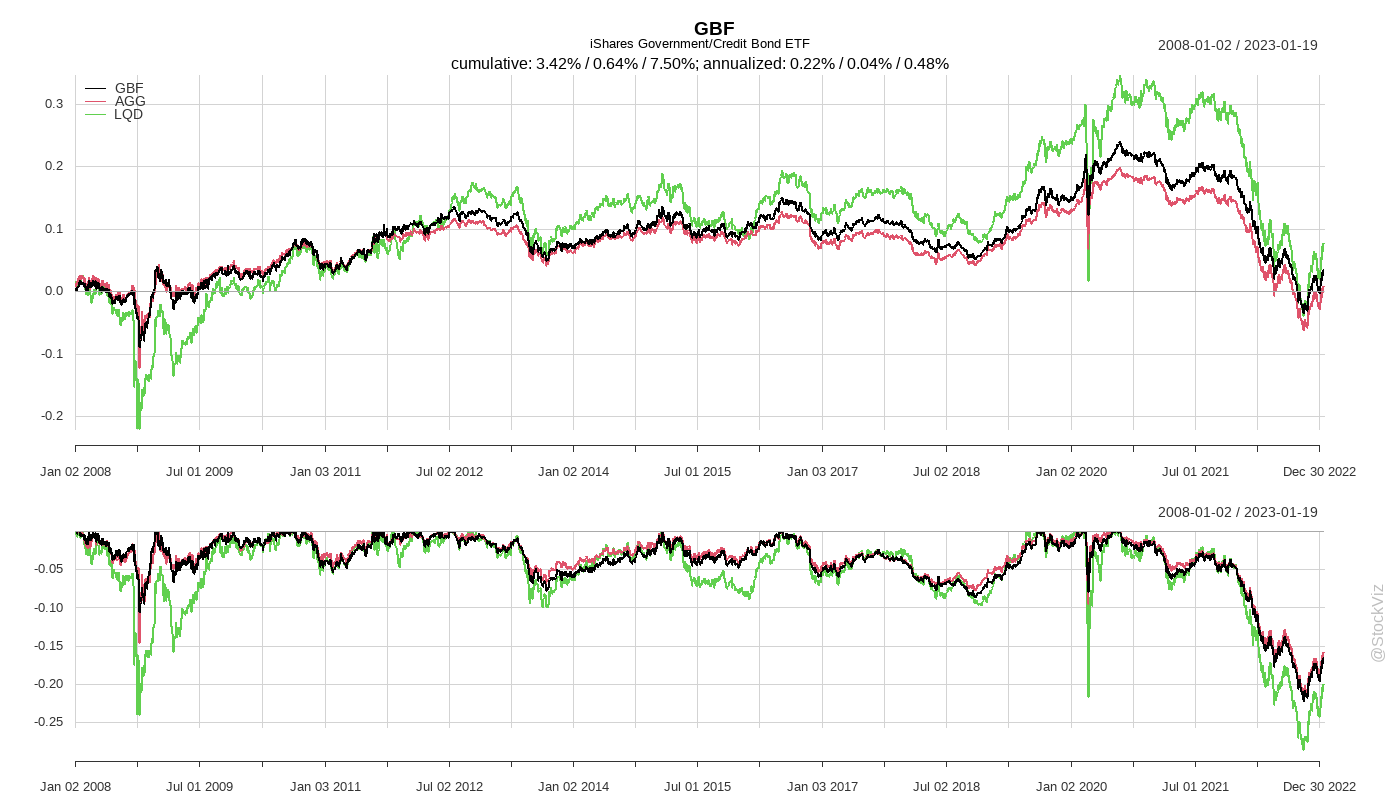 GBF
iShares Government/Credit Bond ETF
2008-01-02 / 2023-01-19
cumulative: 3.42% / 0.64% / 7.50%; annualized: 0.22% / 0.04% / 0.48%
GBF
AGG
LQD
0.3
0.2
0.1
0.0
-0.1
-0.2
Jan 02 2008 Jul 01 2009 Jan 03 2011 Jul 02 2012 Jan 02 2014 Jul 01 2015 Jan 03 2017 Jul 02 2018 Jan 02 2020 Jul 01 2021 Dec 30 2022
2008-01-02 / 2023-01-19
-0.05
-0.10
-0.15
-0.20
-0.25
Jan 02 2008 Jul 01 2009 Jan 03 2011 Jul 02 2012 Jan 02 2014 Jul 01 2015 Jan 03 2017 Jul 02 2018 Jan 02 2020 Jul 01 2021 Dec 30 2022
@StockViz